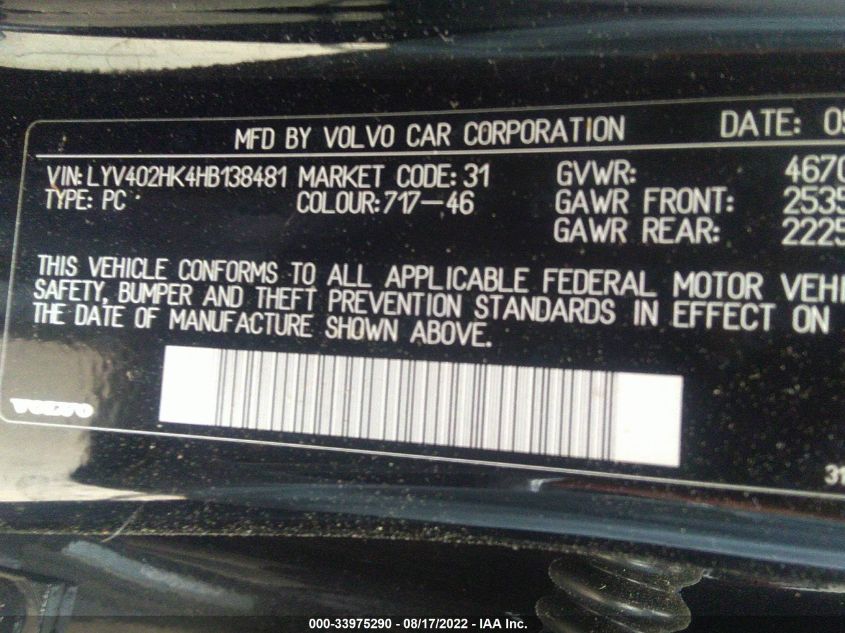 MFD BY VOLVO CAR CORPORATION DATE: 09
VIN: LYV402HK4HB138481 MARKET CODE: 31 GVWR: 4670
TYPE: PC COLOUR: 717-46 GAWR FRONT: 2535
GAWR REAR: 2225
THIS VEHICLE CONFORMS TO ALL APPLICABLE FEDERAL MOTOR VEHI
SAFETY, BUMPER AND THEFT PREVENTION STANDARDS IN EFFECT ON
THE DATE OF MANUFACTURE SHOWN ABOVE.
VOLVO
31
000-33975290 - 08/17/2022 - IAA Inc.